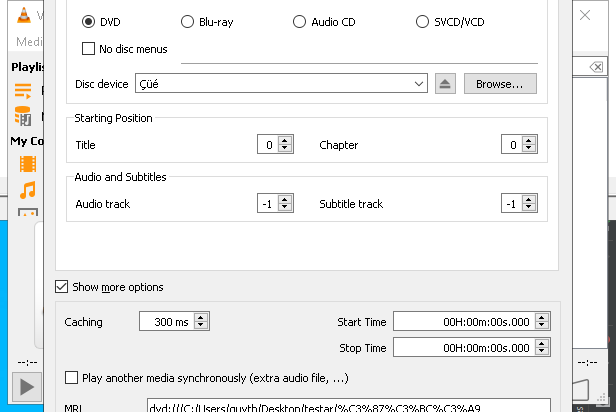 V
Medi
DVD
Blu-ray
Audio CD
SVCD/VCD
No disc menus
Playlis
Disc device
Çüé
Browse...
Starting Position
My Co
Title
0
Chapter
0
Audio and Subtitles
Audio track
-1
Subtitle track
-1
Show more options
Caching
300 ms
Start Time
00H:00m:00s.000
Stop Time
00H:00m:00s.000
--:--
--:--
Play another media synchronously (extra audio file, ...)
MRL
dvd:///C:/Users/guyth/Desktop/testar/%C3%87%C3%BC%C3%A9